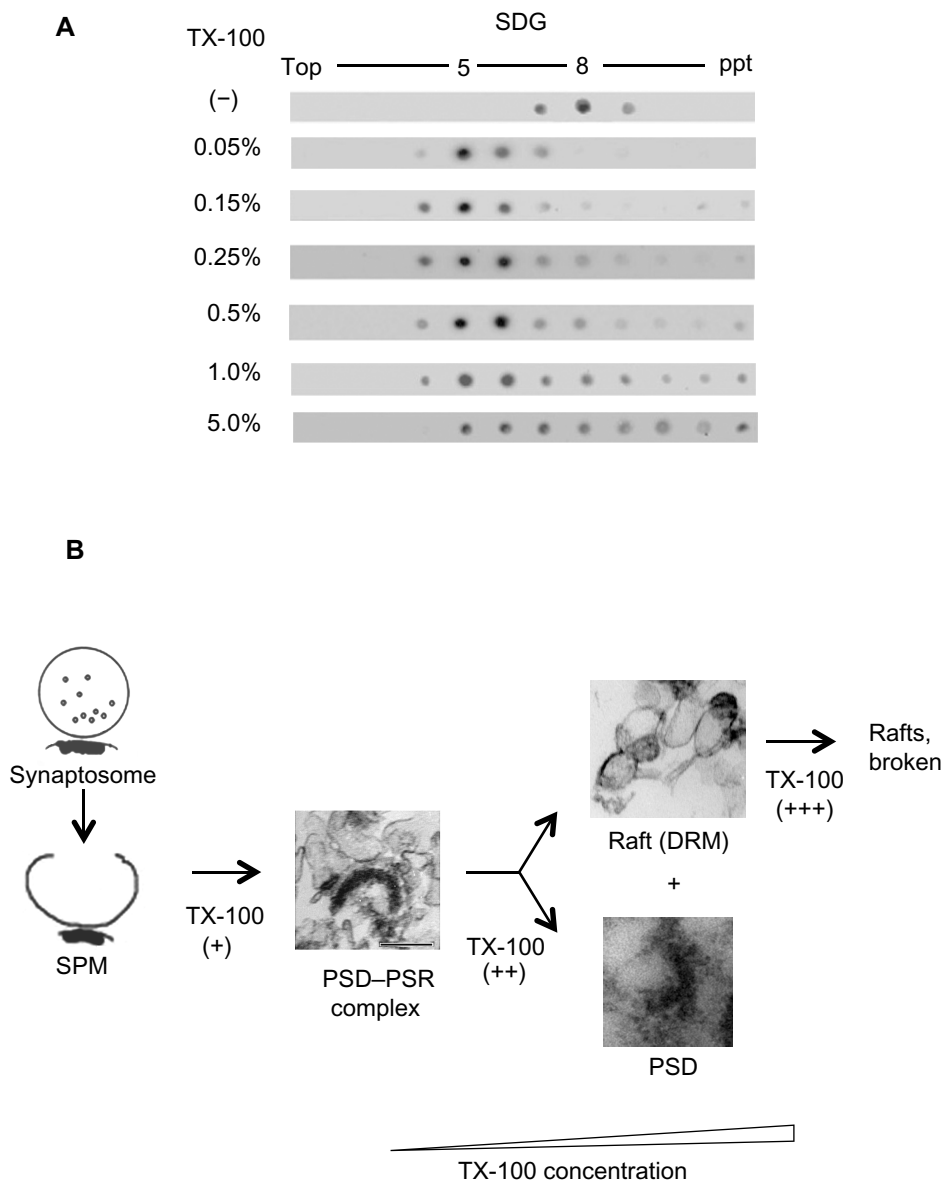 A
TX-100
SDG
Top
5
8
ppt
(−)
0.05%
0.15%
0.25%
0.5%
1.0%
5.0%
B
Synaptosome
SPM
TX-100
(+)
PSD–PSR
complex
TX-100
(++)
Raft (DRM)
+
PSD
TX-100
(+++)
Rafts,
broken
TX-100 concentration